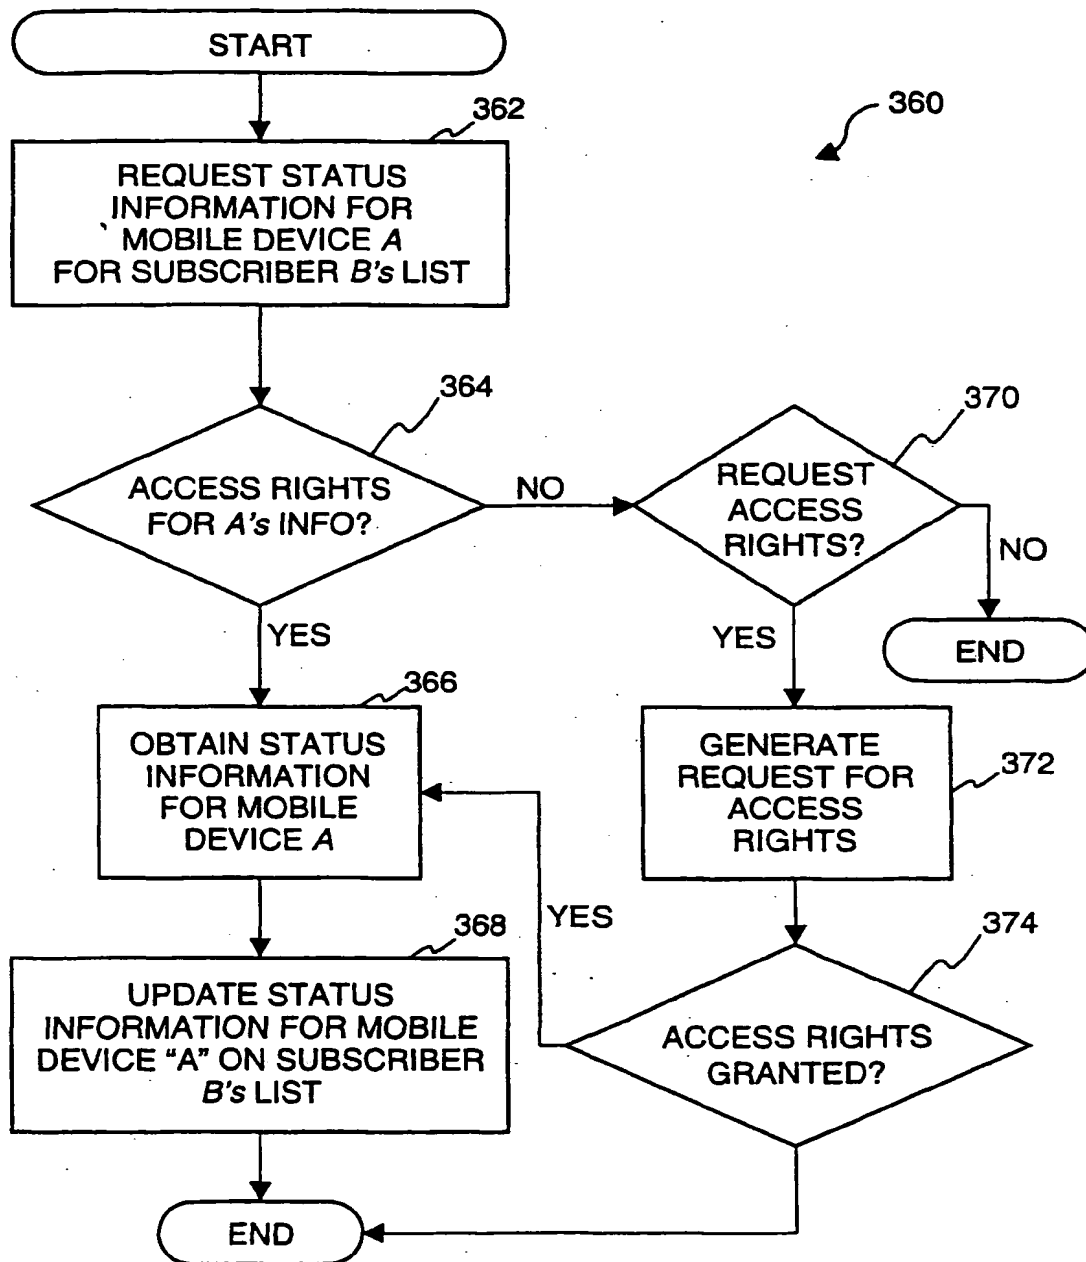 START
360
362
REQUEST STATUS
INFORMATION FOR
MOBILE DEVICE A
FOR SUBSCRIBER B's LIST
364
ACCESS RIGHTS
FOR A's INFO?
NO
370
REQUEST
ACCESS
RIGHTS?
NO
END
YES
YES
366
OBTAIN STATUS
INFORMATION
FOR MOBILE
DEVICE A
372
GENERATE
REQUEST FOR
ACCESS
RIGHTS
YES
368
UPDATE STATUS
INFORMATION FOR MOBILE
DEVICE "A" ON SUBSCRIBER
B's LIST
374
ACCESS RIGHTS
GRANTED?
END